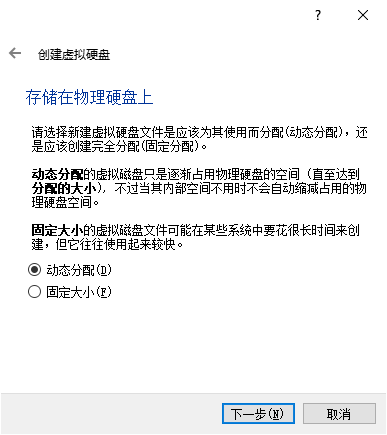 ?
创建虚拟硬盘
存储在物理硬盘上
请选择新建虚拟硬盘文件是应该为其使用而分配(动态分配)，还
是应该创建完全分配(固定分配)。
动态分配的虚拟磁盘只是逐渐占用物理硬盘的空间（直至达到
分配的大小），不过当其内部空间不用时不会自动缩减占用的物
理硬盘空间。
固定大小的虚拟磁盘文件可能在某些系统中要花很长时间来创
建，但它往往使用起来较快。
动态分配(D)
固定大小(F)
下一步(N)
取消